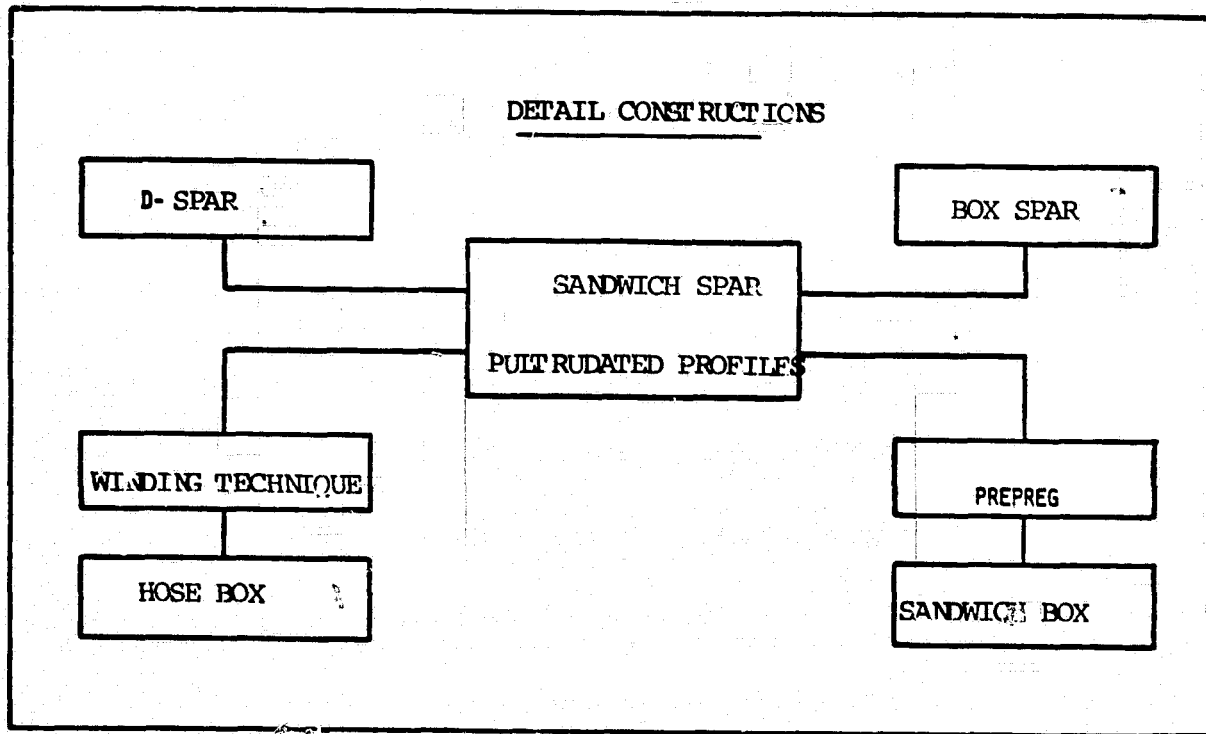 DETAIL CONSTRUCTIONS
D- SPAR
BOX SPAR
SANDWICH SPAR
PULTRUDATED PROFILES
WINDING TECHNIQUE
PREPREG
HOSE BOX
SANDWICH BOX